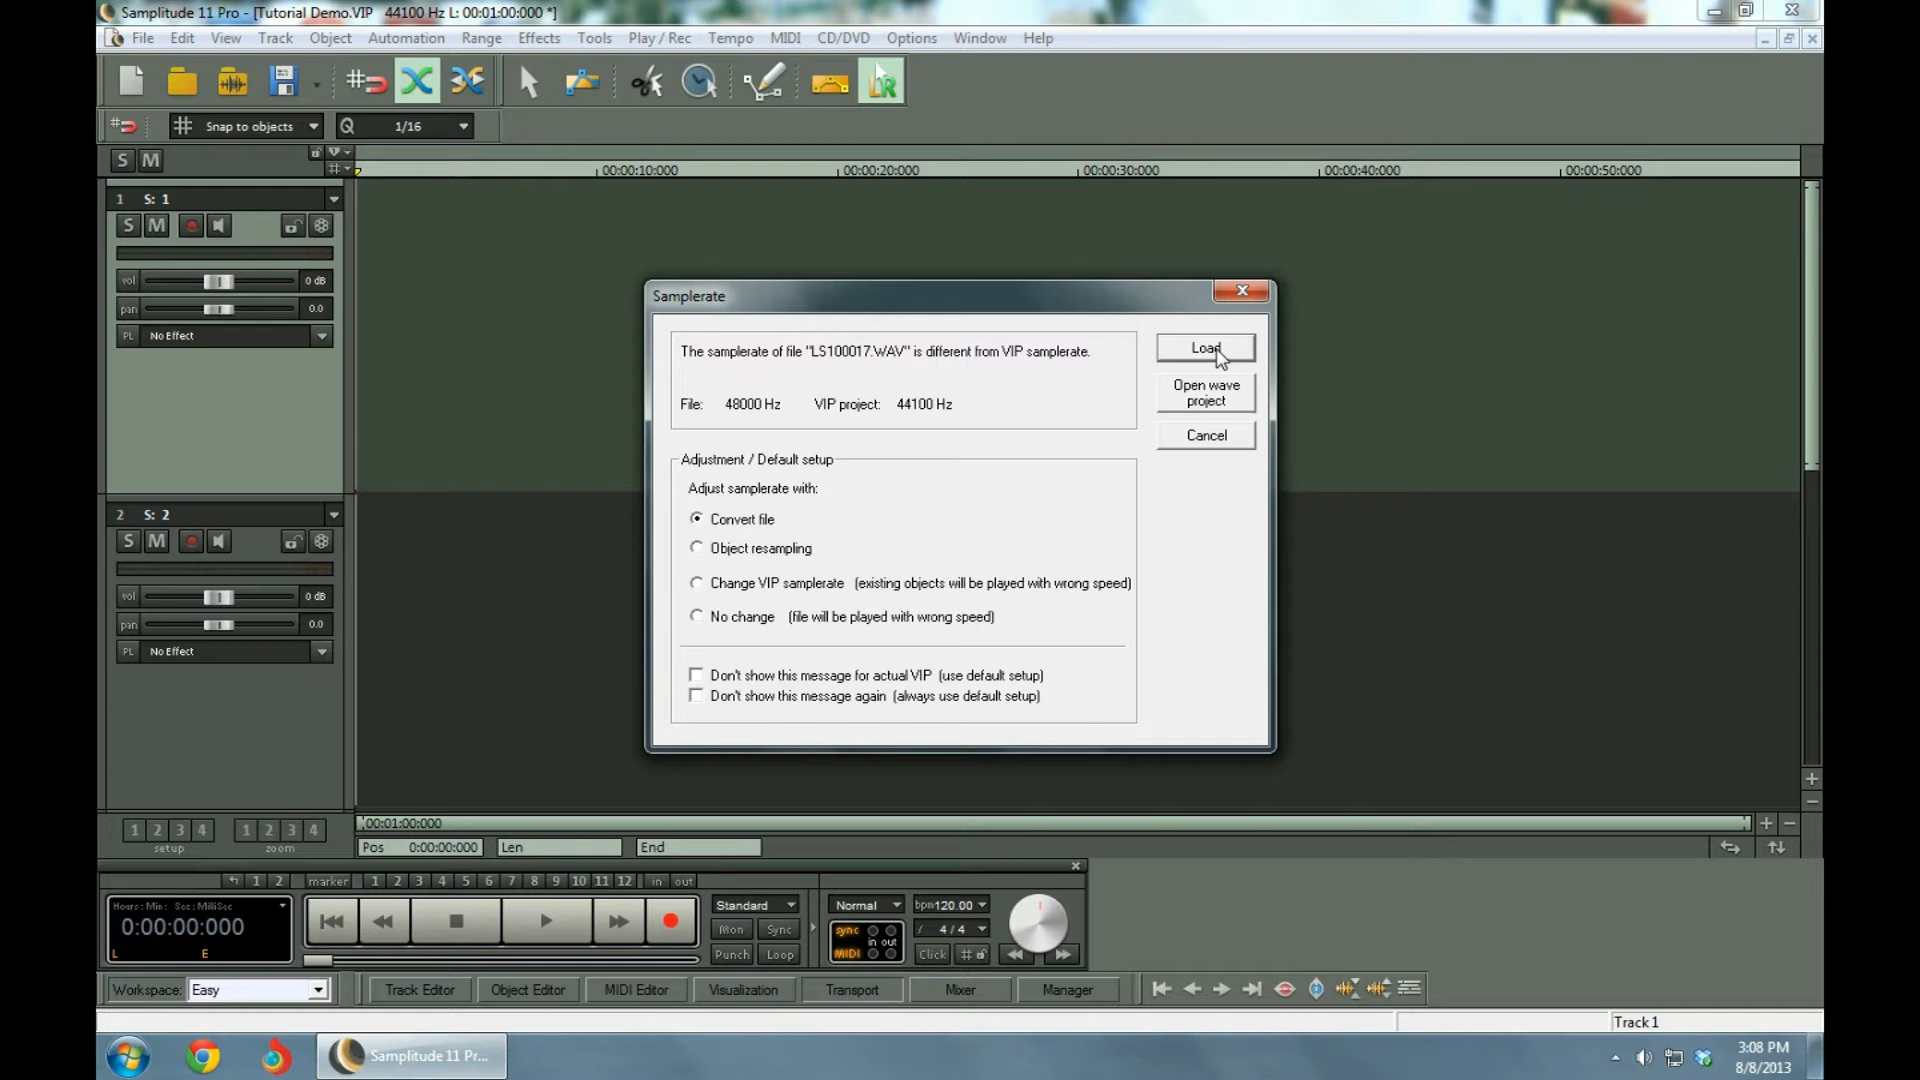 Samplitude 11 Pro - [Tutorial Demo.VIP   44100 Hz L: 00:01:00:000 *]
File Edit View Track Object Automation Range Effects Tools Play / Rec Tempo MIDI CD/DVD Options Window Help
Snap to objects Q 1/16
S M
00:00:10:000 00:00:20:000 00:00:30:000 00:00:40:000 00:00:50:000
1 S: 1
S M
vol 0 dB
pan 0.0
PL No Effect
2 S: 2
S M
vol 0 dB
pan 0.0
PL No Effect
Samplerate
The samplerate of file "LS100017.WAV" is different from VIP samplerate.
File: 48000 Hz VIP project: 44100 Hz
Load
Open wave
project
Cancel
Adjustment / Default setup
Adjust samplerate with:
Convert file
Object resampling
Change VIP samplerate (existing objects will be played with wrong speed)
No change (file will be played with wrong speed)
Don't show this message for actual VIP (use default setup)
Don't show this message again (always use default setup)
1 2 3 4 1 2 3 4
setup zoom
00:01:00:000
Pos 0:00:00:000 Len End
1 2 marker 1 2 3 4 5 6 7 8 9 10 11 12 in out
Hours: Min: Sec: MilliSec
0:00:00:000
L E
Standard
Mon Sync
Punch Loop
Normal bpm 120.00
sync in out MIDI
/ 4 / 4
Click
Workspace: Easy
Track Editor Object Editor MIDI Editor Visualization Transport Mixer Manager
Track 1
Samplitude 11 Pr...
3:08 PM
8/8/2013